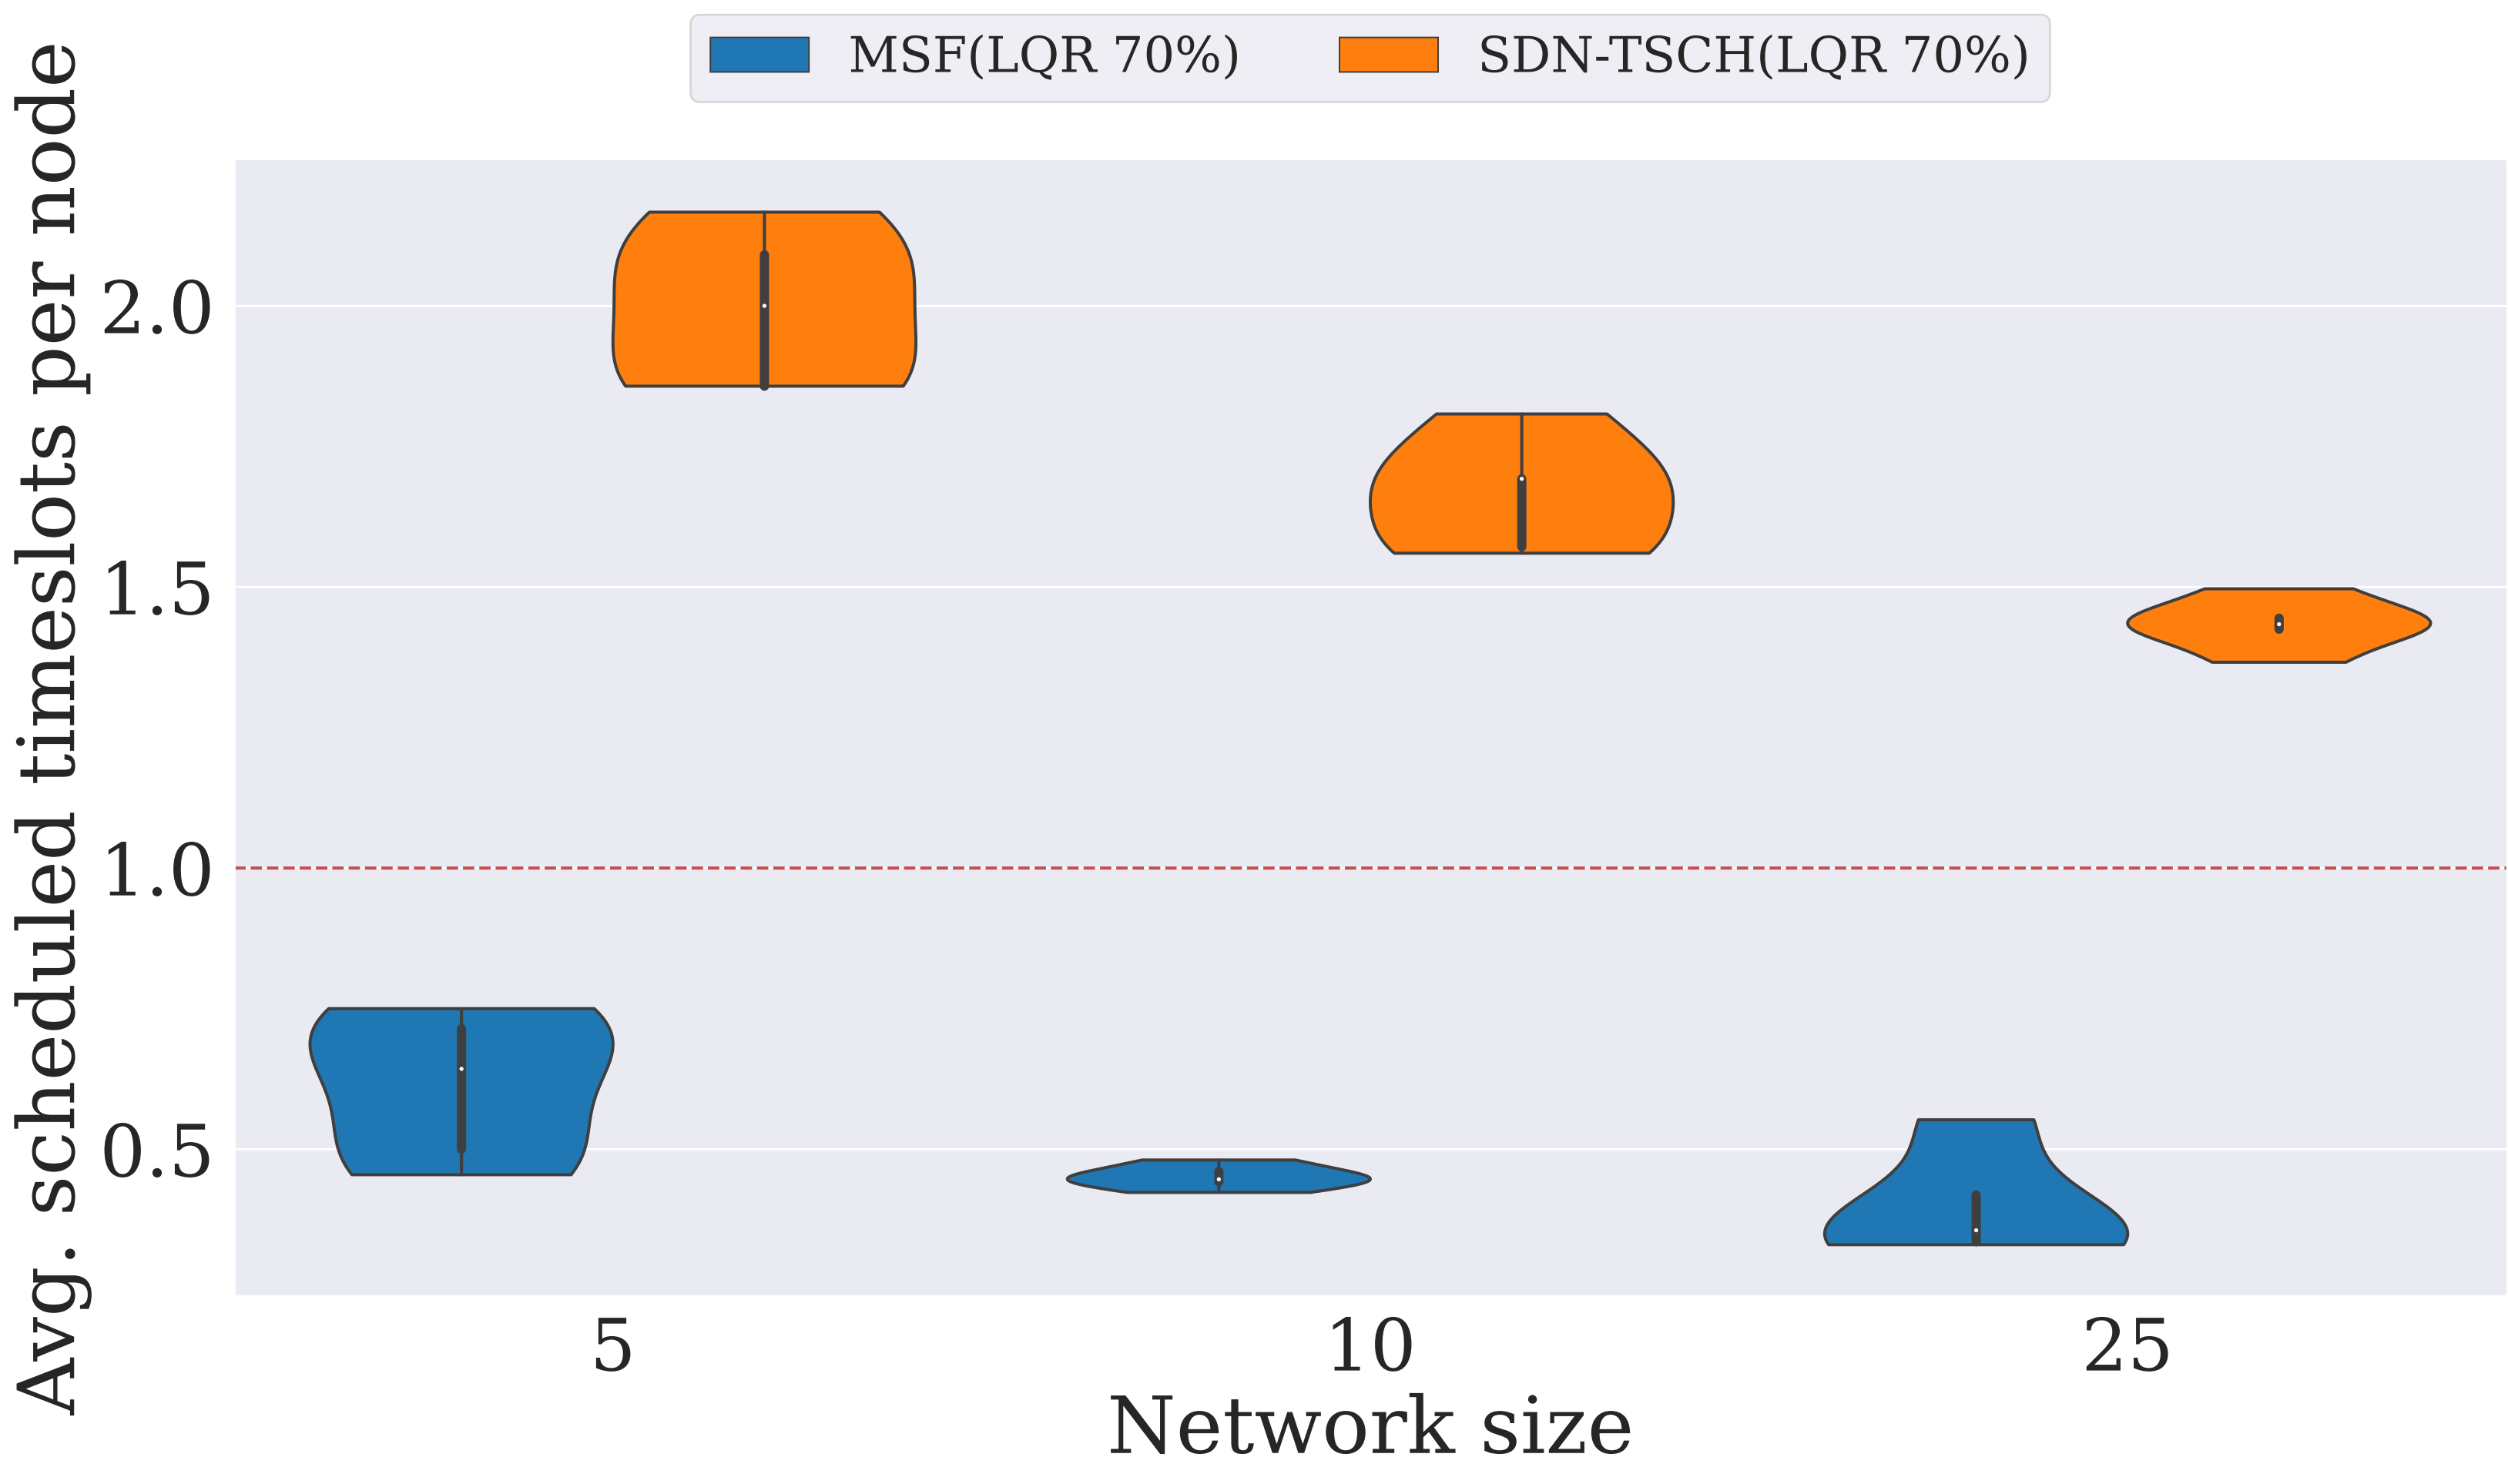 MSF(LQR 70%)
SDN-TSCH(LQR 70%)
Avg. scheduled timeslots per node
2.0
1.5
1.0
0.5
5
10
25
Network size